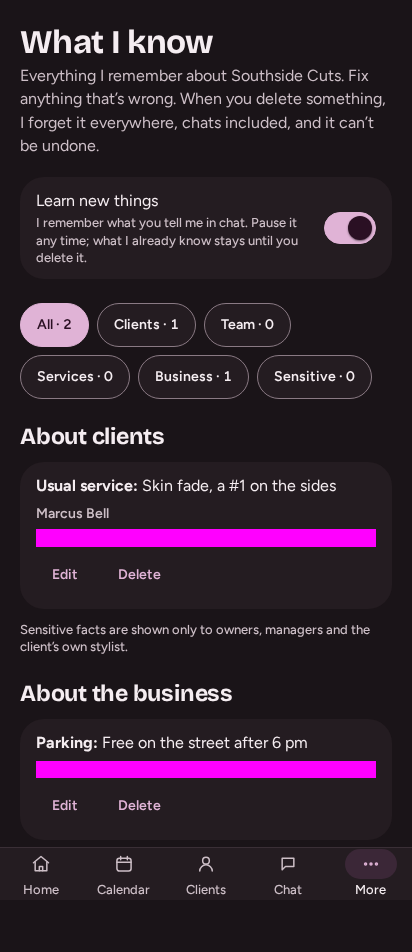 What I know
Everything I remember about Southside Cuts. Fix
anything that’s wrong. When you delete something,
I forget it everywhere, chats included, and it can’t
be undone.
Learn new things
I remember what you tell me in chat. Pause it
any time; what I already know stays until you
delete it.
All · 2
Clients · 1
Team · 0
Services · 0
Business · 1
Sensitive · 0
About clients
Usual service: Skin fade, a #1 on the sides
Marcus Bell
Edit
Delete
Sensitive facts are shown only to owners, managers and the
client’s own stylist.
About the business
Parking: Free on the street after 6 pm
Edit
Delete
Home
Calendar
Clients
Chat
More